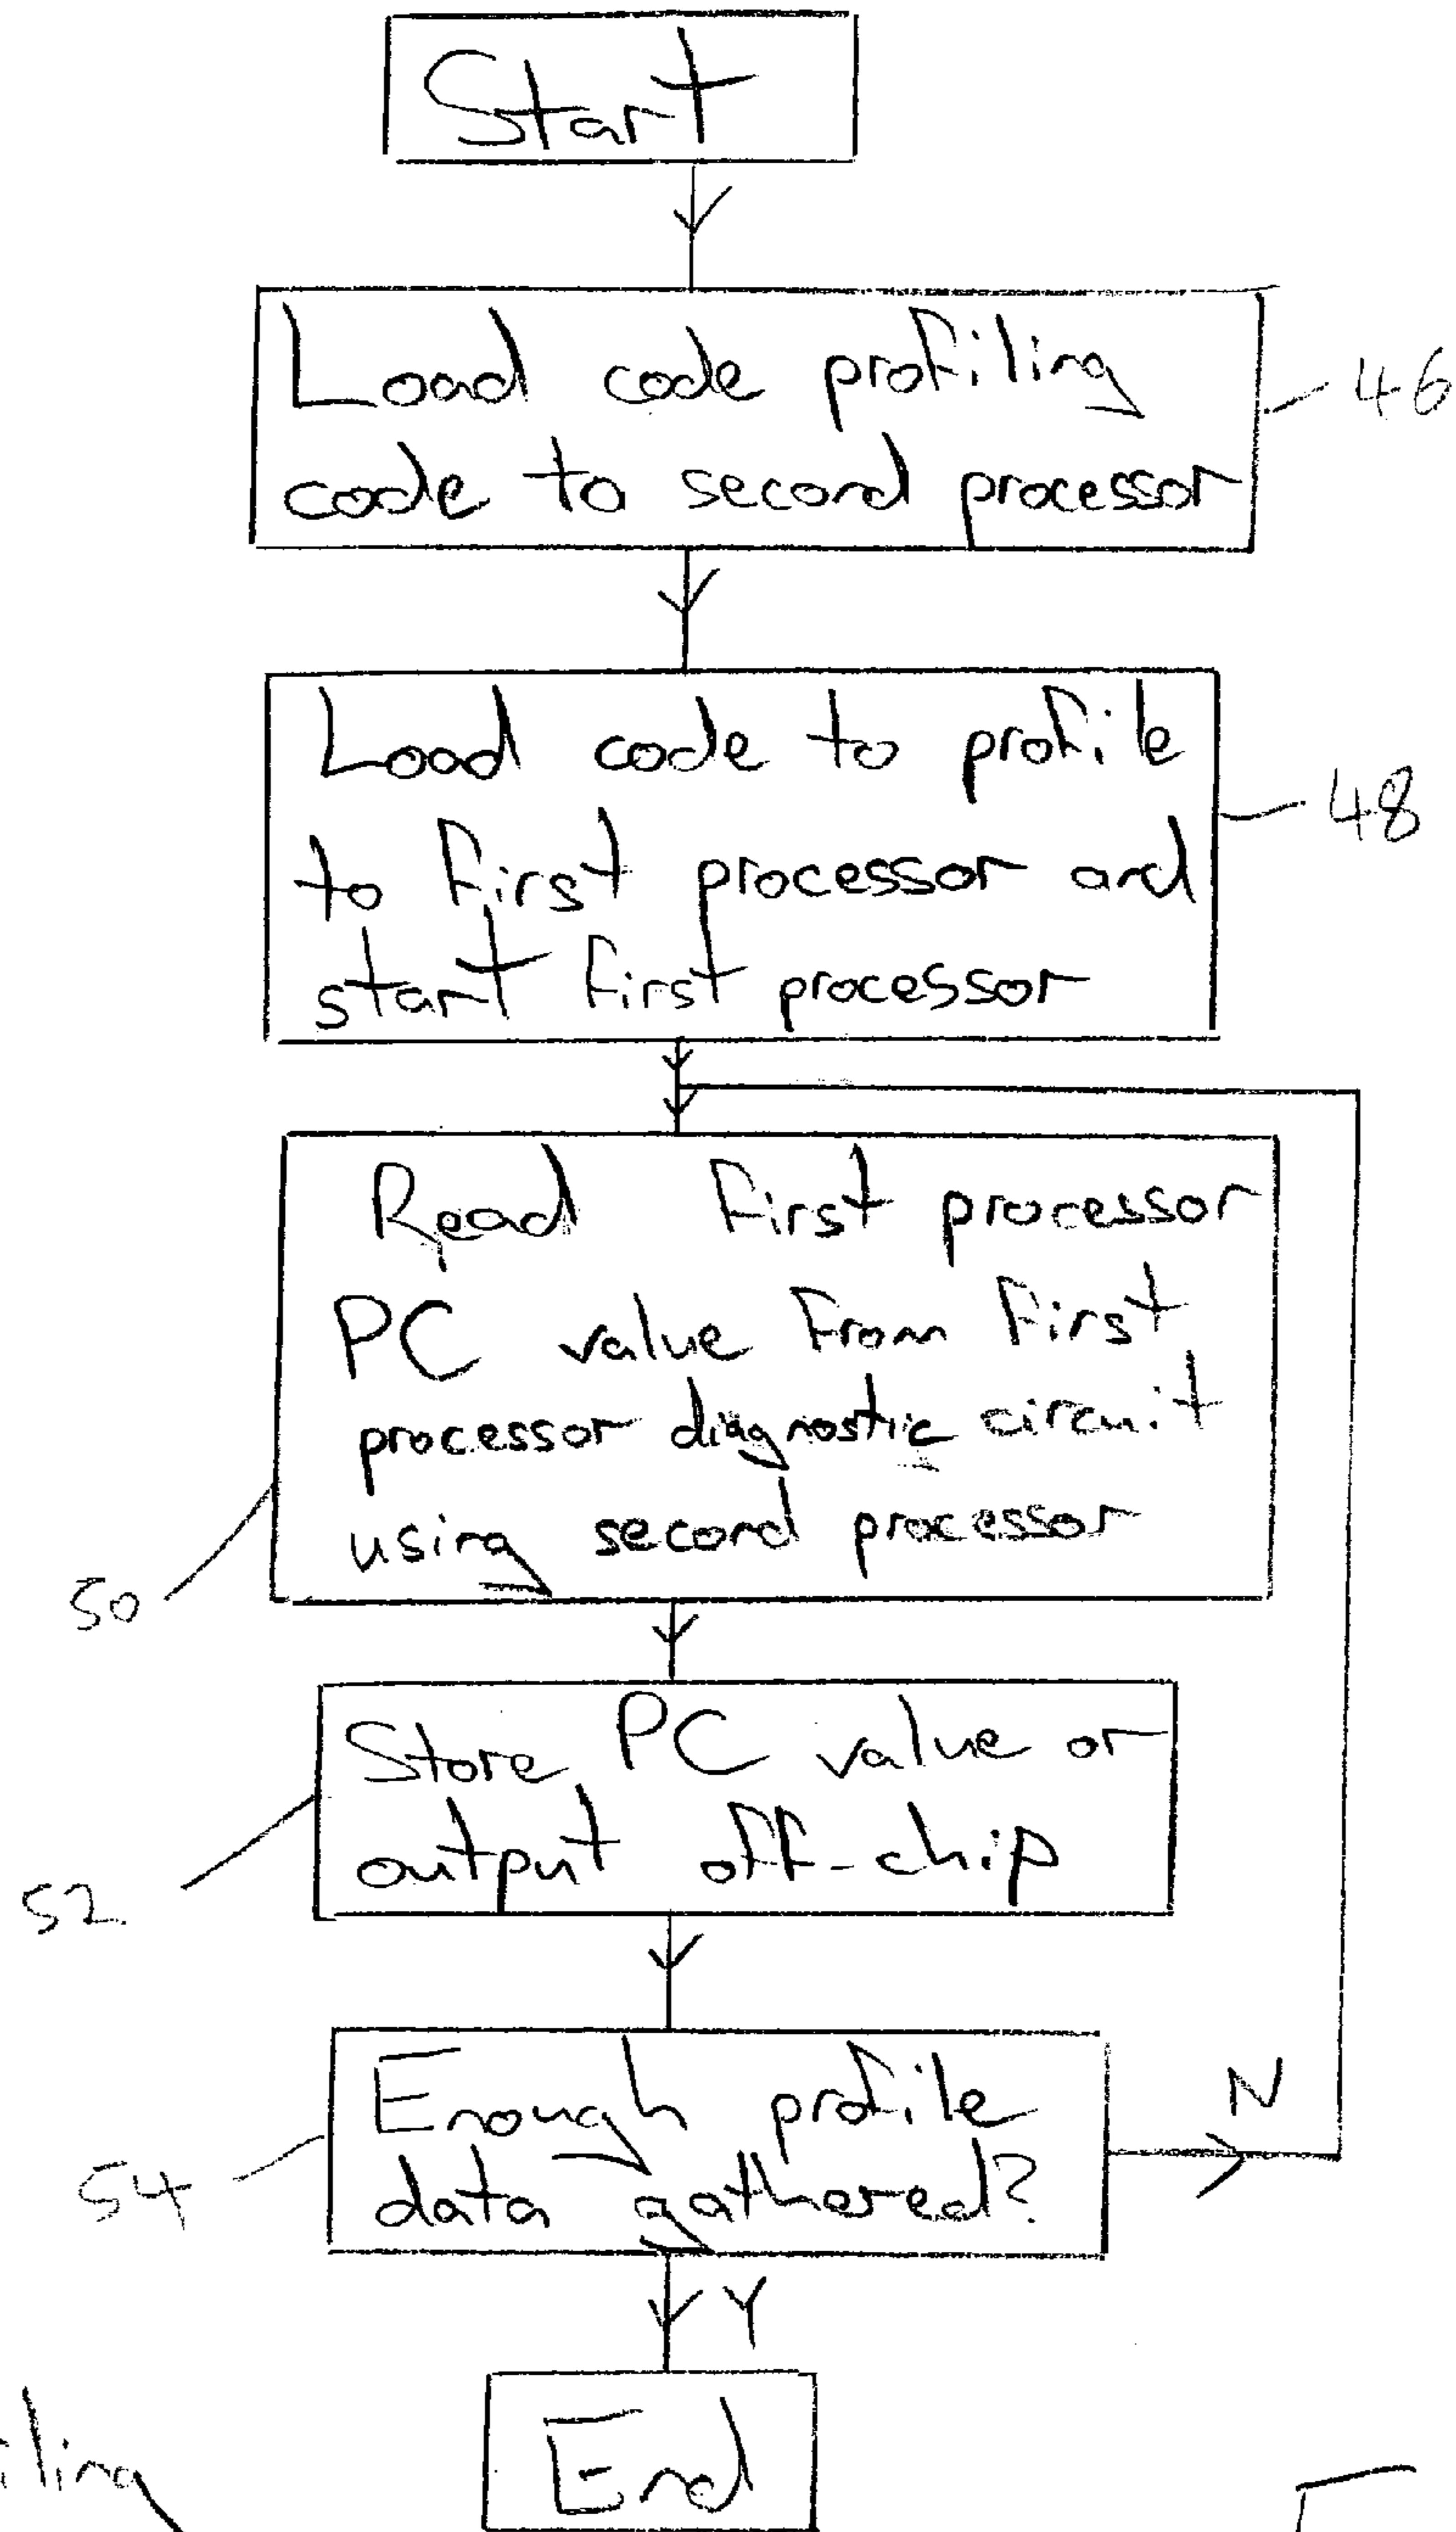 Start
Load code profiling
code to second processor
46
Load code to profile
to first processor and
start first processor
48
Read first processor
PC value from first
processor diagnostic circuit
using second processor
50
Store PC value or
output off-chip
52
Enough profile
data gathered?
54
N
Y
End